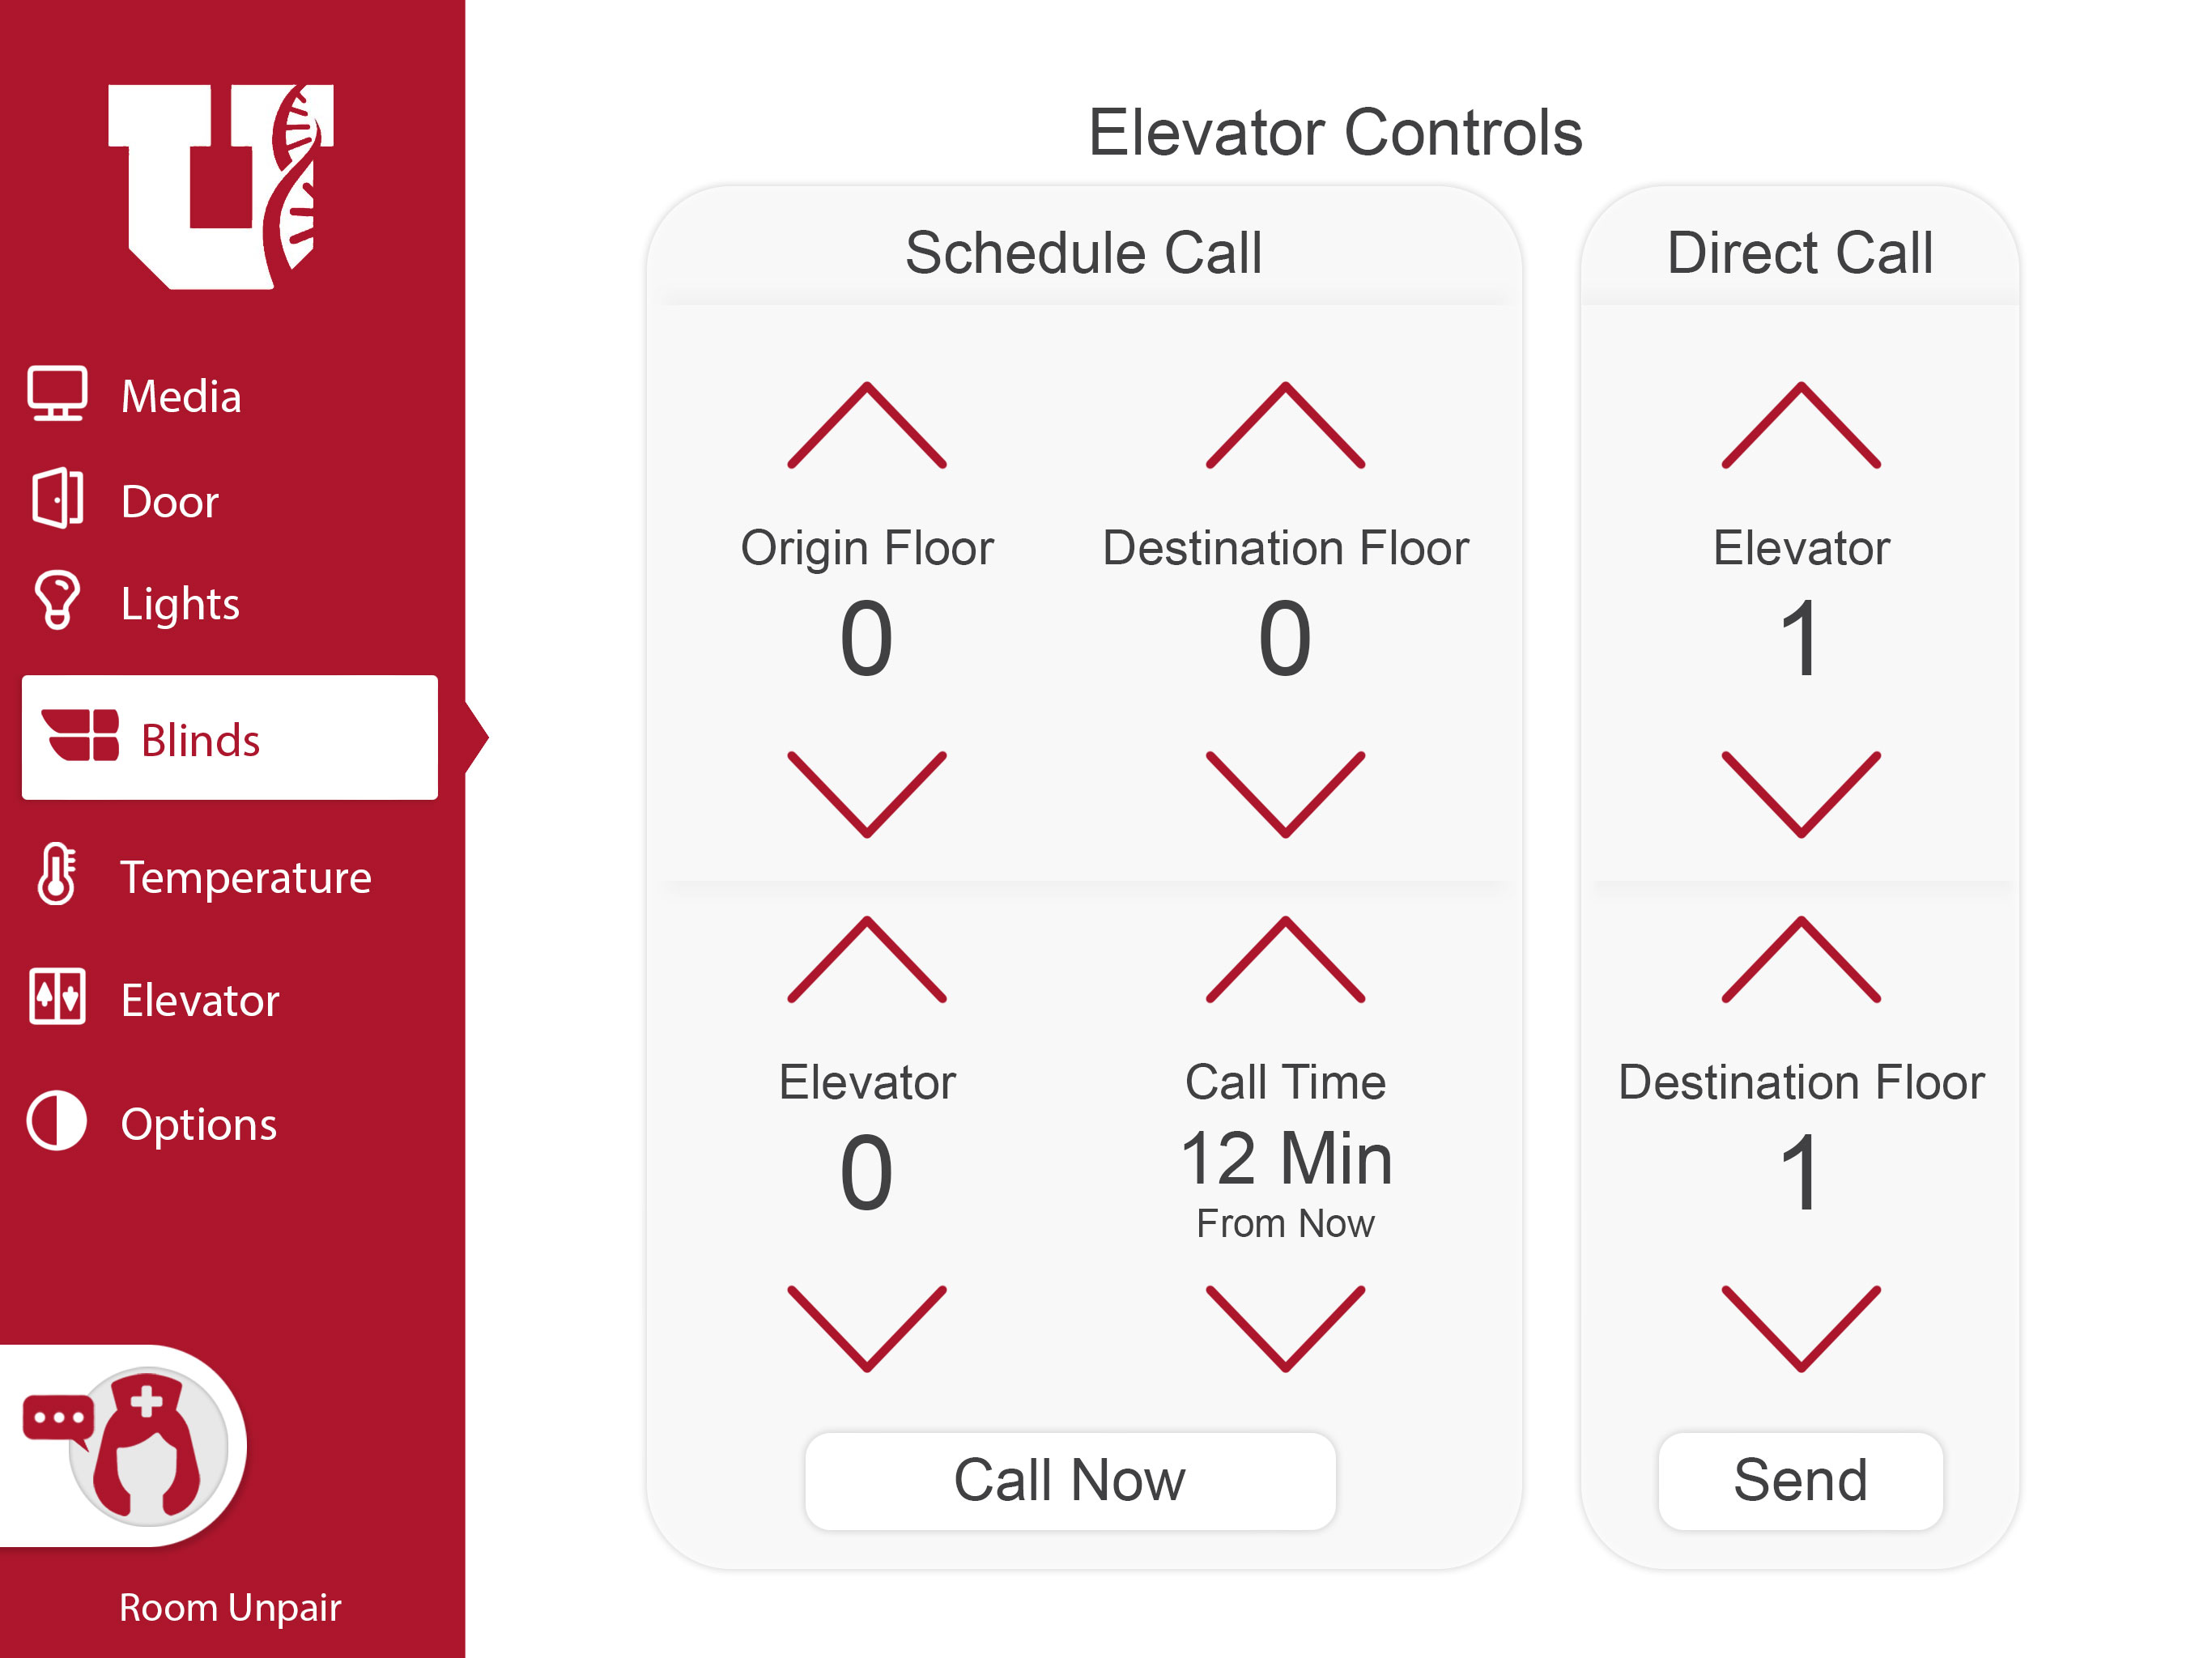 U
Media
Door
Lights
Blinds
Temperature
Elevator
Options
Room Unpair
Elevator Controls
Schedule Call
Origin Floor
0
Destination Floor
0
Elevator
0
Call Time
12 Min
From Now
Call Now
Direct Call
Elevator
1
Destination Floor
1
Send